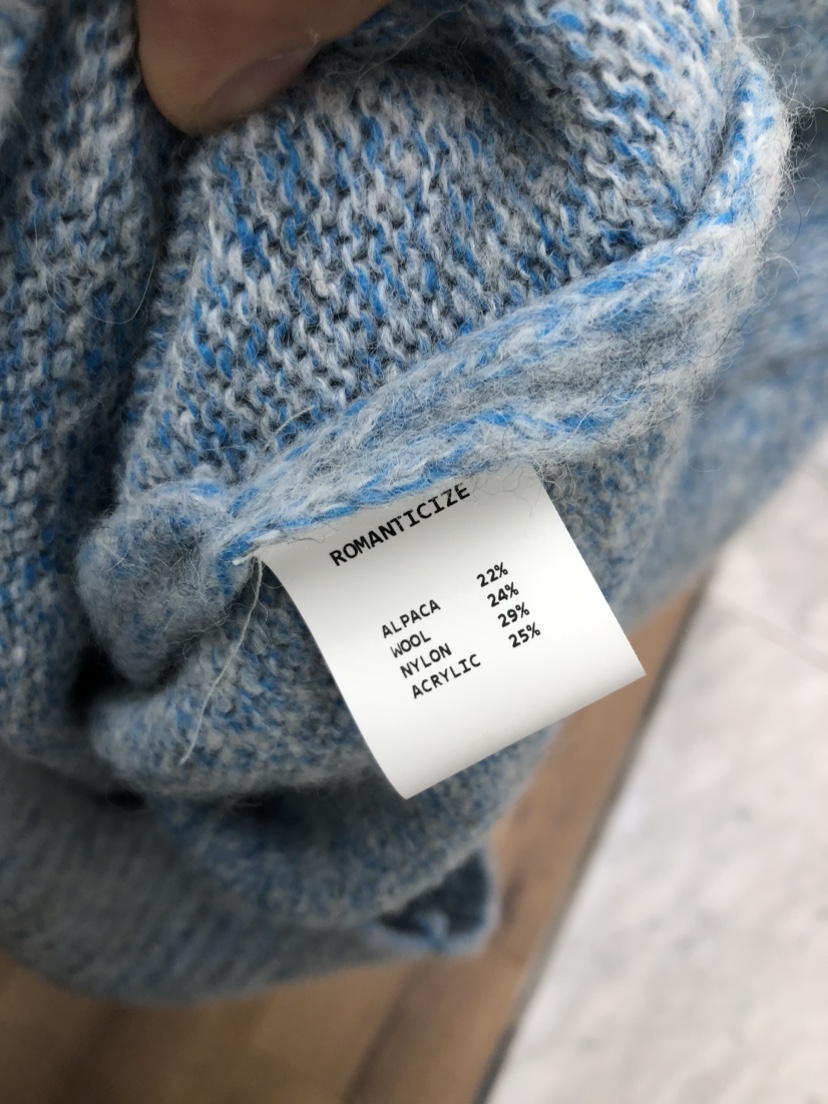 ROMANTICIZE
ALPACA 22%
WOOL 24%
NYLON 29%
ACRYLIC 25%